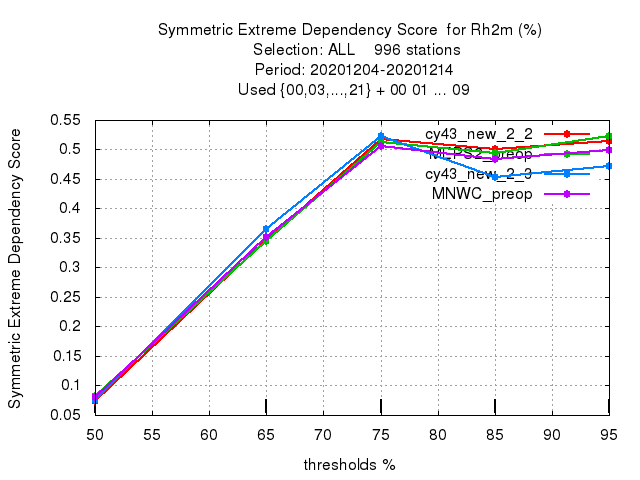 Symmetric Extreme Dependency Score for Rh2m (%)
Selection: ALL 996 stations
Period: 20201204-20201214
Used {00,03,...,21} + 00 01 ... 09
Symmetric Extreme Dependency Score
0.55
0.5
0.45
0.4
0.35
0.3
0.25
0.2
0.15
0.1
0.05
cy43_new_2_2
cy43_new_2_3
MNWC_preop
50 55 60 65 70 75 80 85 90 95
thresholds %